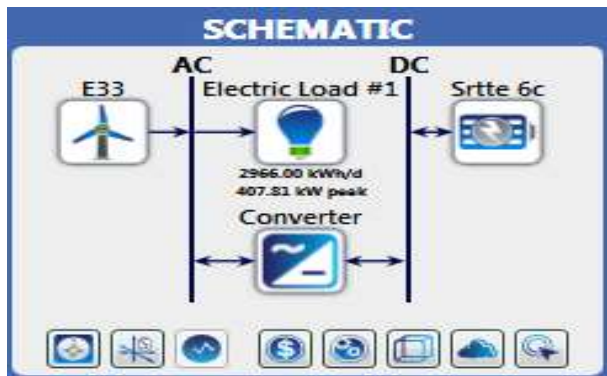 SCHEMATIC
AC DC
E33 Electric Load #1 Srtte 6c
2966.00 kWh/d
407.81 kW peak
Converter